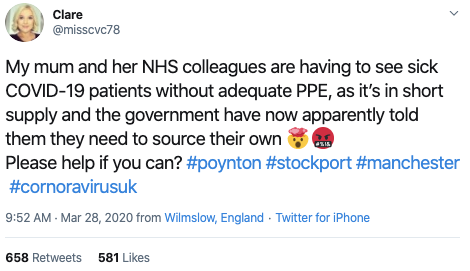 Clare
@misscvc78
My mum and her NHS colleagues are having to see sick
COVID-19 patients without adequate PPE, as it's in short
supply and the government have now apparently told
them they need to source their own 🤯 🤬
Please help if you can? #poynton #stockport #manchester
#cornoravirusuk
9:52 AM · Mar 28, 2020 from Wilmslow, England · Twitter for iPhone
658 Retweets 581 Likes